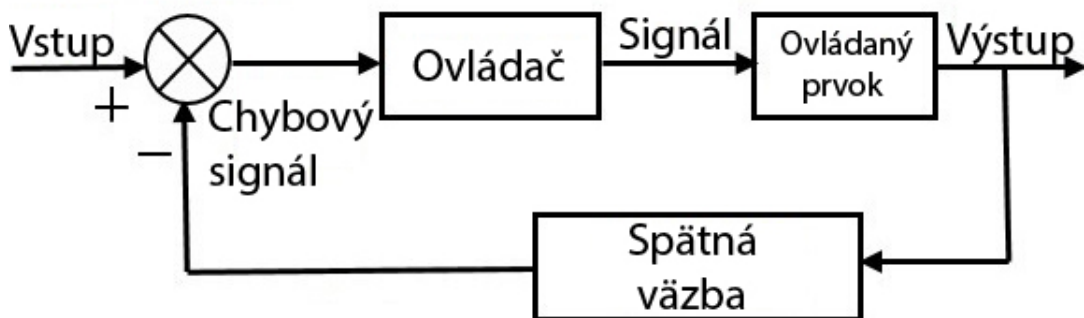 Vstup
+
−
Chybový
signál
Ovládač
Signál
Ovládaný
prvok
Výstup
Spätná
väzba